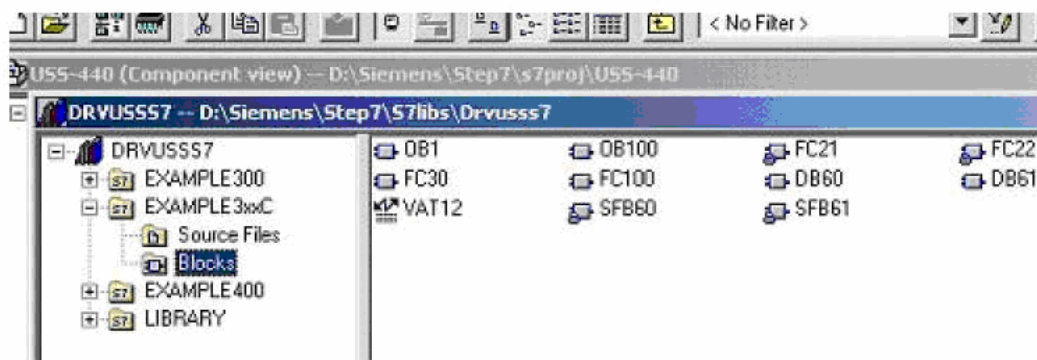 < No Filter >
USS-440 (Component view) -- D:\Siemens\Step7\s7proj\USS-440
DRVUSSS7 -- D:\Siemens\Step7\S7libs\Drvusss7
DRVUSSS7
EXAMPLE300
EXAMPLE3xxC
Source Files
Blocks
EXAMPLE400
LIBRARY
OB1 OB100 FC21 FC22
FC30 FC100 DB60 DB61
VAT12 SFB60 SFB61